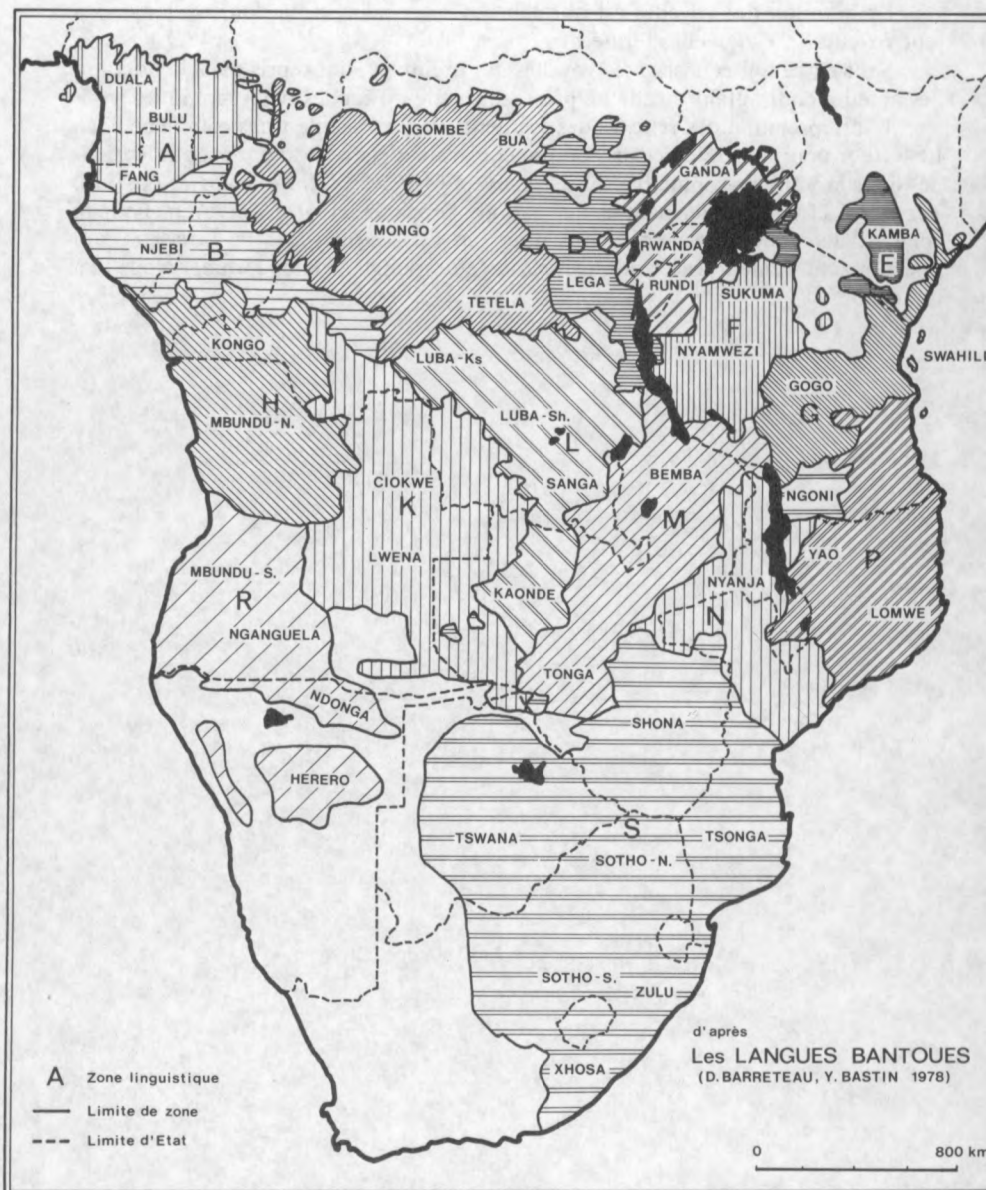 DUALA
BULU
A
FANG
NJEBI
B
KONGO
H
MBUNDU-N.
NGOMBE
BUA
C
MONGO
TETELA
D
LEGA
GANDA
J
RWANDA
RUNDI
KAMBA
E
SUKUMA
F
NYAMWEZI
SWAHILI
GOGO
G
LUBA-Ks
LUBA-Sh.
L
SANGA
KAONDE
CIOKWE
K
LWENA
BEMBA
M
TONGA
NGONI
YAO
P
LOMWE
NYANJA
N
MBUNDU-S.
R
NGANGUELA
NDONGA
HERERO
SHONA
TSWANA
S
TSONGA
SOTHO-N.
SOTHO-S.
ZULU
XHOSA
A Zone linguistique
Limite de zone
Limite d'Etat
d'après
Les LANGUES BANTOUES
(D. BARRETEAU, Y. BASTIN 1978)
0 800 km